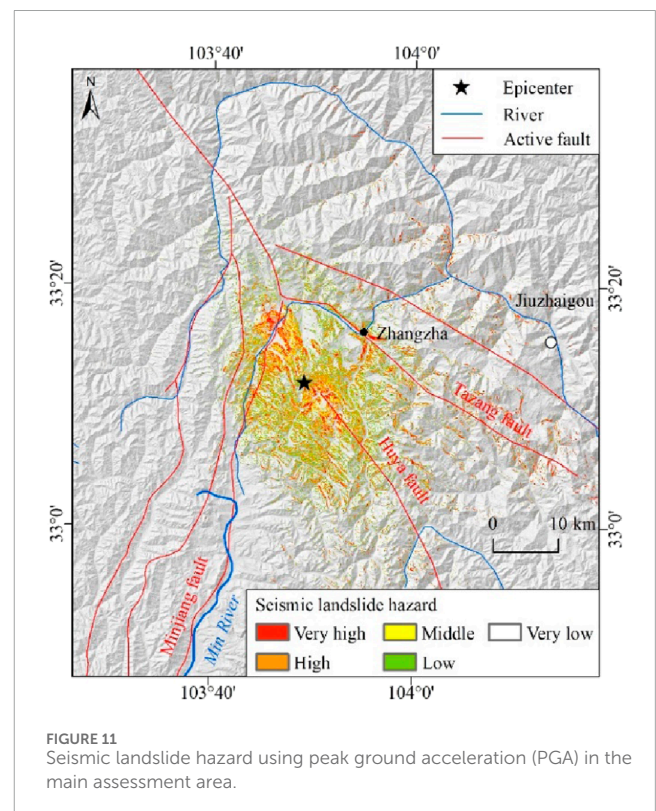 103°40' 104°0'
N
Epicenter
River
Active fault
33°20' 33°20'
Jiuzhaigou
Zhangzha
Tazang fault
Huya fault
33°0' 33°0'
0 10 km
Minjiang fault
Min River
Seismic landslide hazard
Very high Middle Very low
High Low
103°40' 104°0'
FIGURE 11
Seismic landslide hazard using peak ground acceleration (PGA) in the
main assessment area.